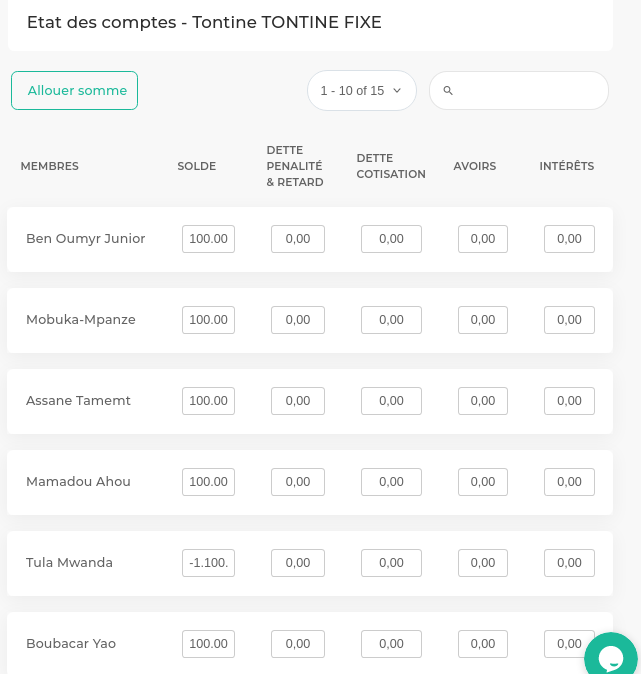 Etat des comptes - Tontine TONTINE FIXE
Allouer somme
1 - 10 of 15
MEMBRES SOLDE DETTE PENALITÉ & RETARD DETTE COTISATION AVOIRS INTÉRÊTS
Ben Oumyr Junior 100.00 0,00 0,00 0,00 0,00
Mobuka-Mpanze 100.00 0,00 0,00 0,00 0,00
Assane Tamemt 100.00 0,00 0,00 0,00 0,00
Mamadou Ahou 100.00 0,00 0,00 0,00 0,00
Tula Mwanda -1.100. 0,00 0,00 0,00 0,00
Boubacar Yao 100.00 0,00 0,00 0,00 0,00